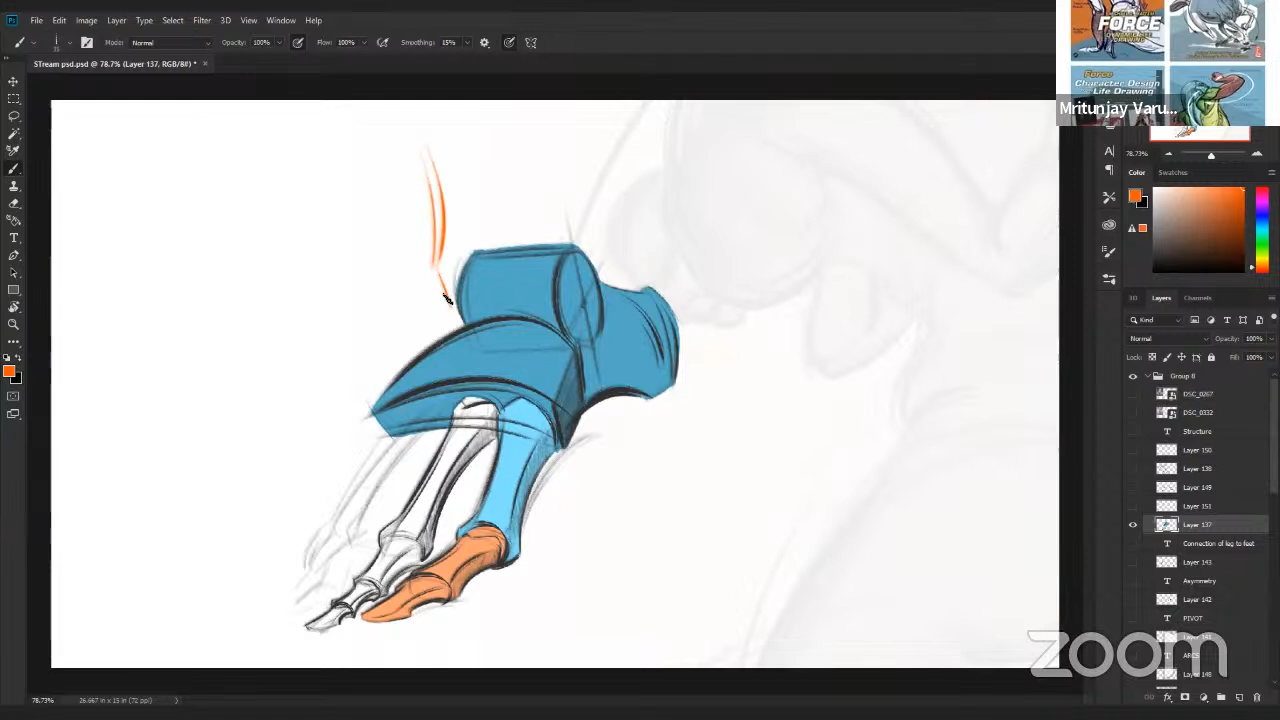 File Edit Image Layer Type Select Filter 3D View Window Help
Mode: Normal Opacity: 100% Flow: 100% Smoothing: 15%
STream psd.psd @ 78.7% (Layer 137, RGB/8#) *
FORCE
Force
Character Design
Life Drawing
Mritunjay Varu...
78.73%
Color Swatches
3D Layers Channels
Kind
Normal Opacity: 100%
Lock: Fill: 100%
Group 8
DSC_0267
DSC_0332
Structure
Layer 150
Layer 138
Layer 149
Layer 151
Layer 137
Connection of leg to feet
Layer 143
Asymmetry
Layer 142
PIVOT
Layer 141
ARCS
Layer 148
zoom
78.73% 26.667 in x 15 in (72 ppi)